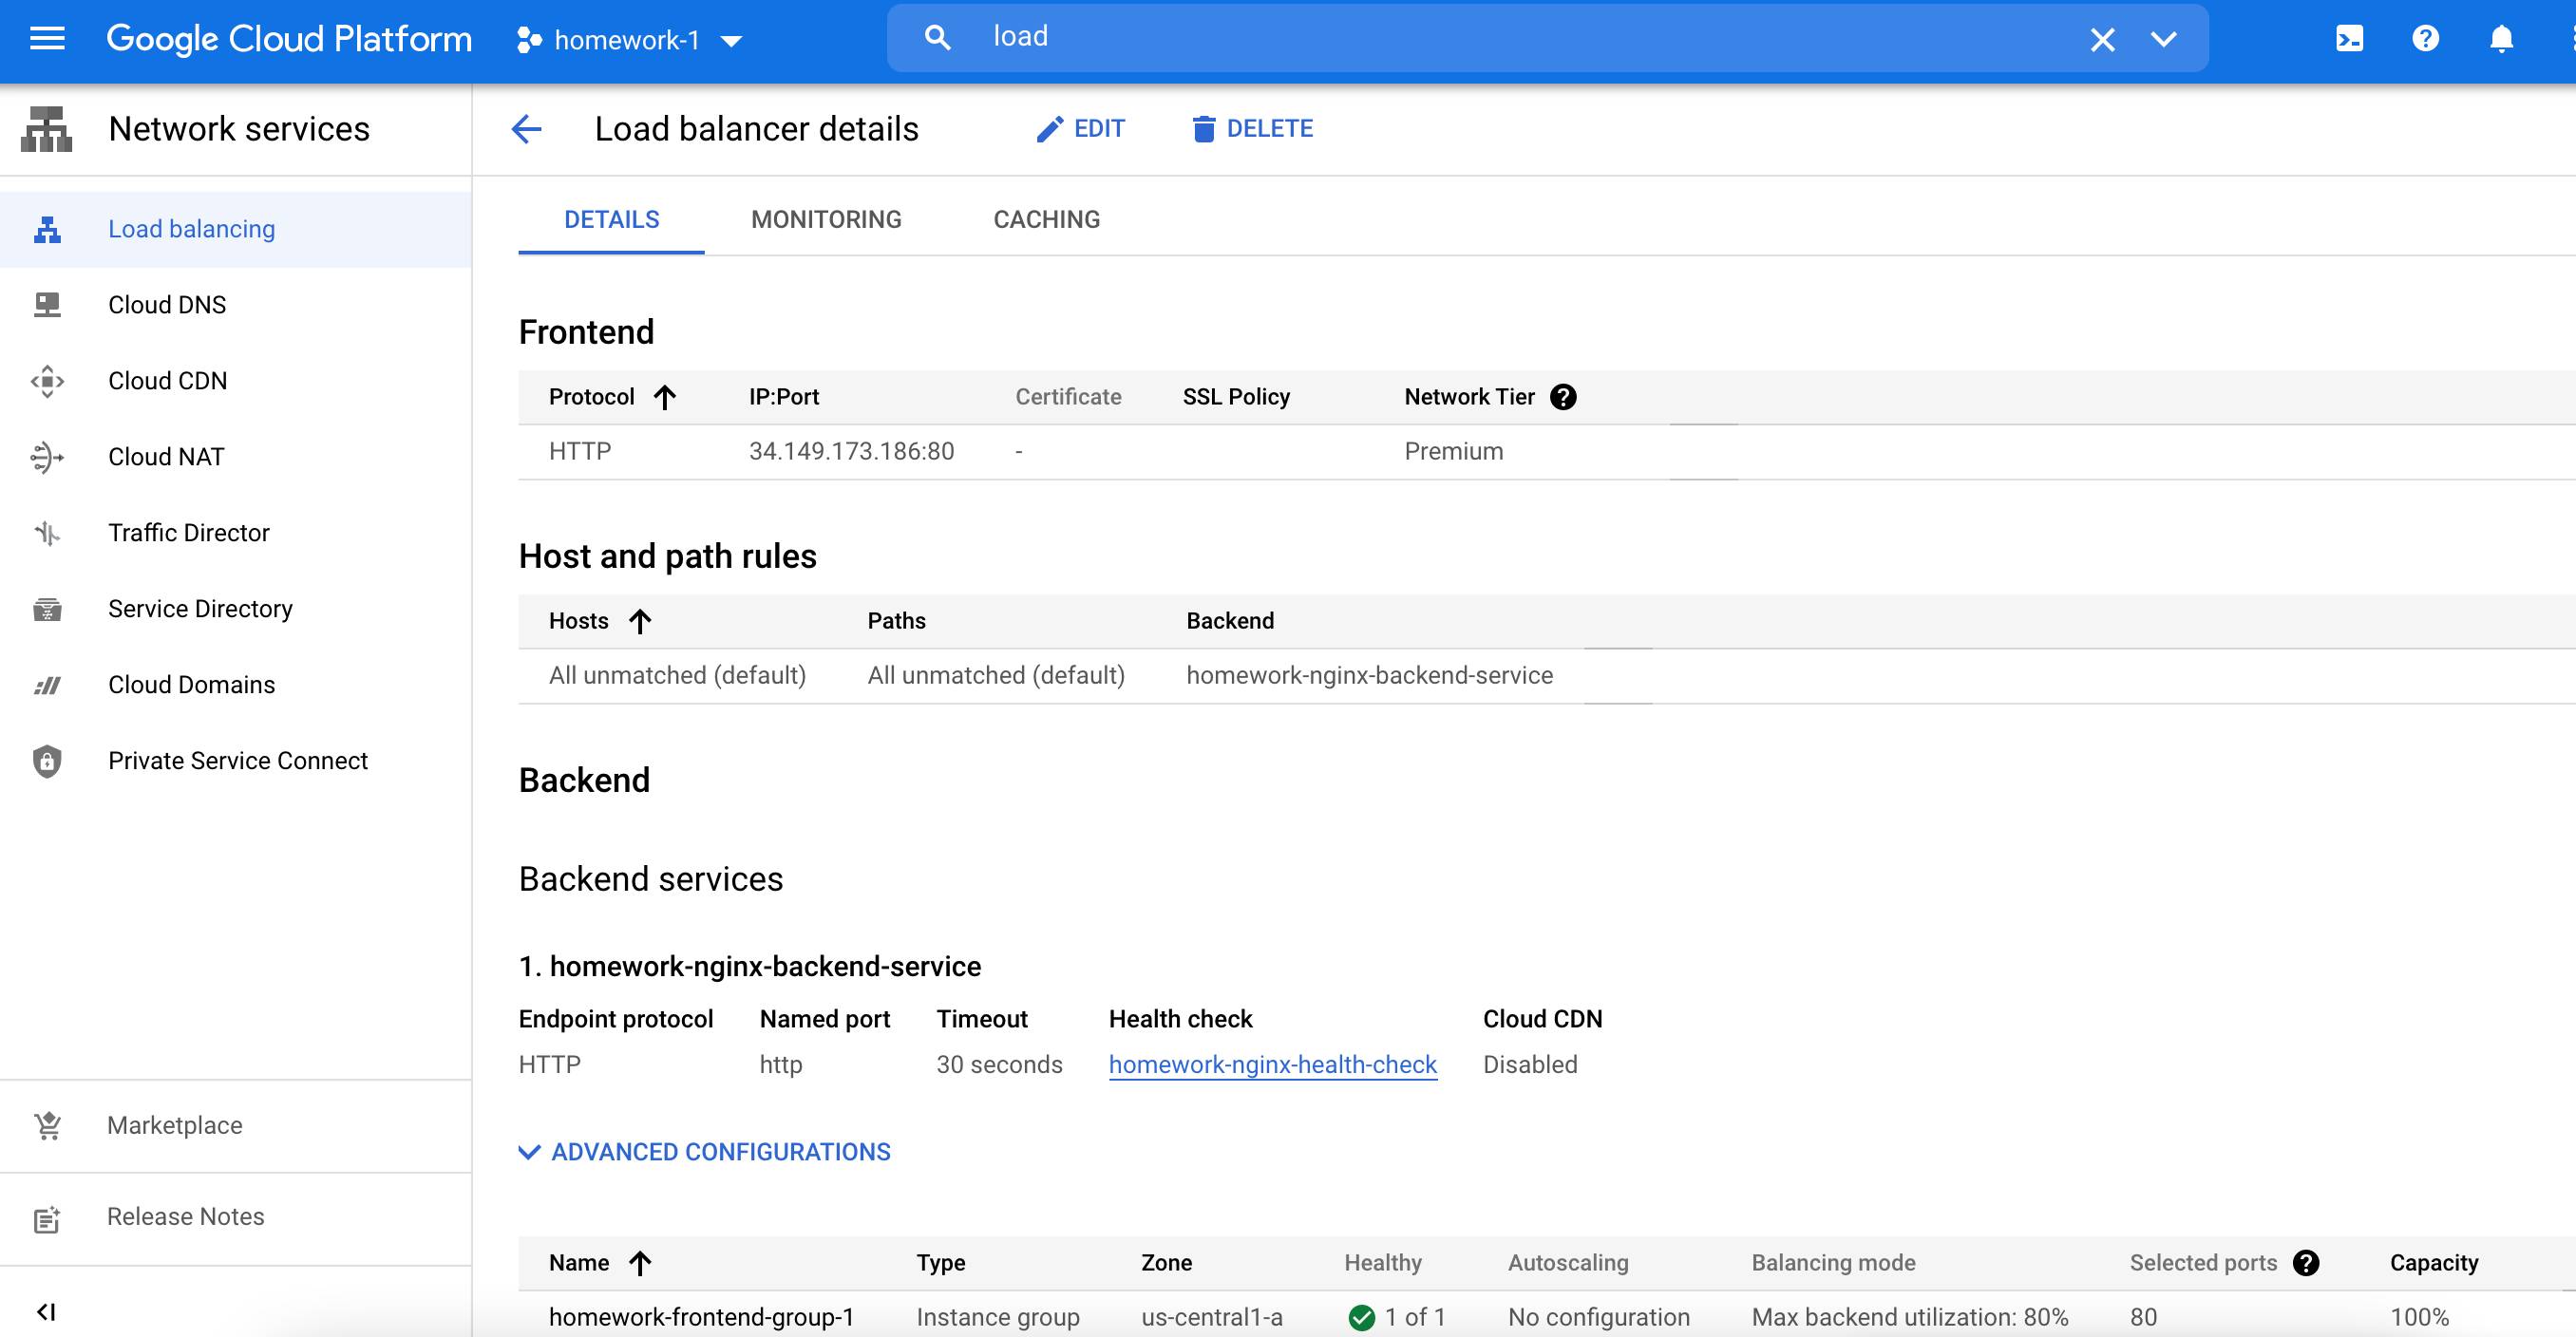 Google Cloud Platform homework-1 load
Network services
Load balancer details EDIT DELETE
Load balancing
Cloud DNS
Cloud CDN
Cloud NAT
Traffic Director
Service Directory
Cloud Domains
Private Service Connect
Marketplace
Release Notes
DETAILS MONITORING CACHING
Frontend
Protocol IP:Port Certificate SSL Policy Network Tier
HTTP 34.149.173.186:80 - Premium
Host and path rules
Hosts Paths Backend
All unmatched (default) All unmatched (default) homework-nginx-backend-service
Backend
Backend services
1. homework-nginx-backend-service
Endpoint protocol Named port Timeout Health check Cloud CDN
HTTP http 30 seconds homework-nginx-health-check Disabled
ADVANCED CONFIGURATIONS
Name Type Zone Healthy Autoscaling Balancing mode Selected ports Capacity
homework-frontend-group-1 Instance group us-central1-a 1 of 1 No configuration Max backend utilization: 80% 80 100%